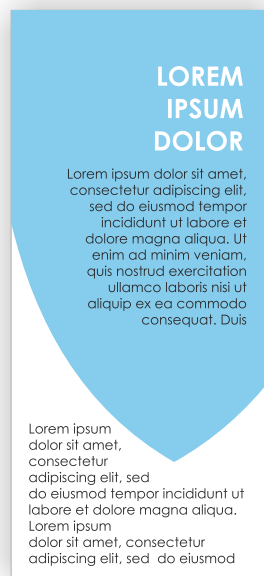 LOREM
IPSUM
DOLOR
Lorem ipsum dolor sit amet,
consectetur adipiscing elit,
sed do eiusmod tempor
incididunt ut labore et
dolore magna aliqua. Ut
enim ad minim veniam,
quis nostrud exercitation
ullamco laboris nisi ut
aliquip ex ea commodo
consequat. Duis
Lorem ipsum
dolor sit amet,
consectetur
adipiscing elit, sed
do eiusmod tempor incididunt ut
labore et dolore magna aliqua.
Lorem ipsum
dolor sit amet, consectetur
adipiscing elit, sed do eiusmod